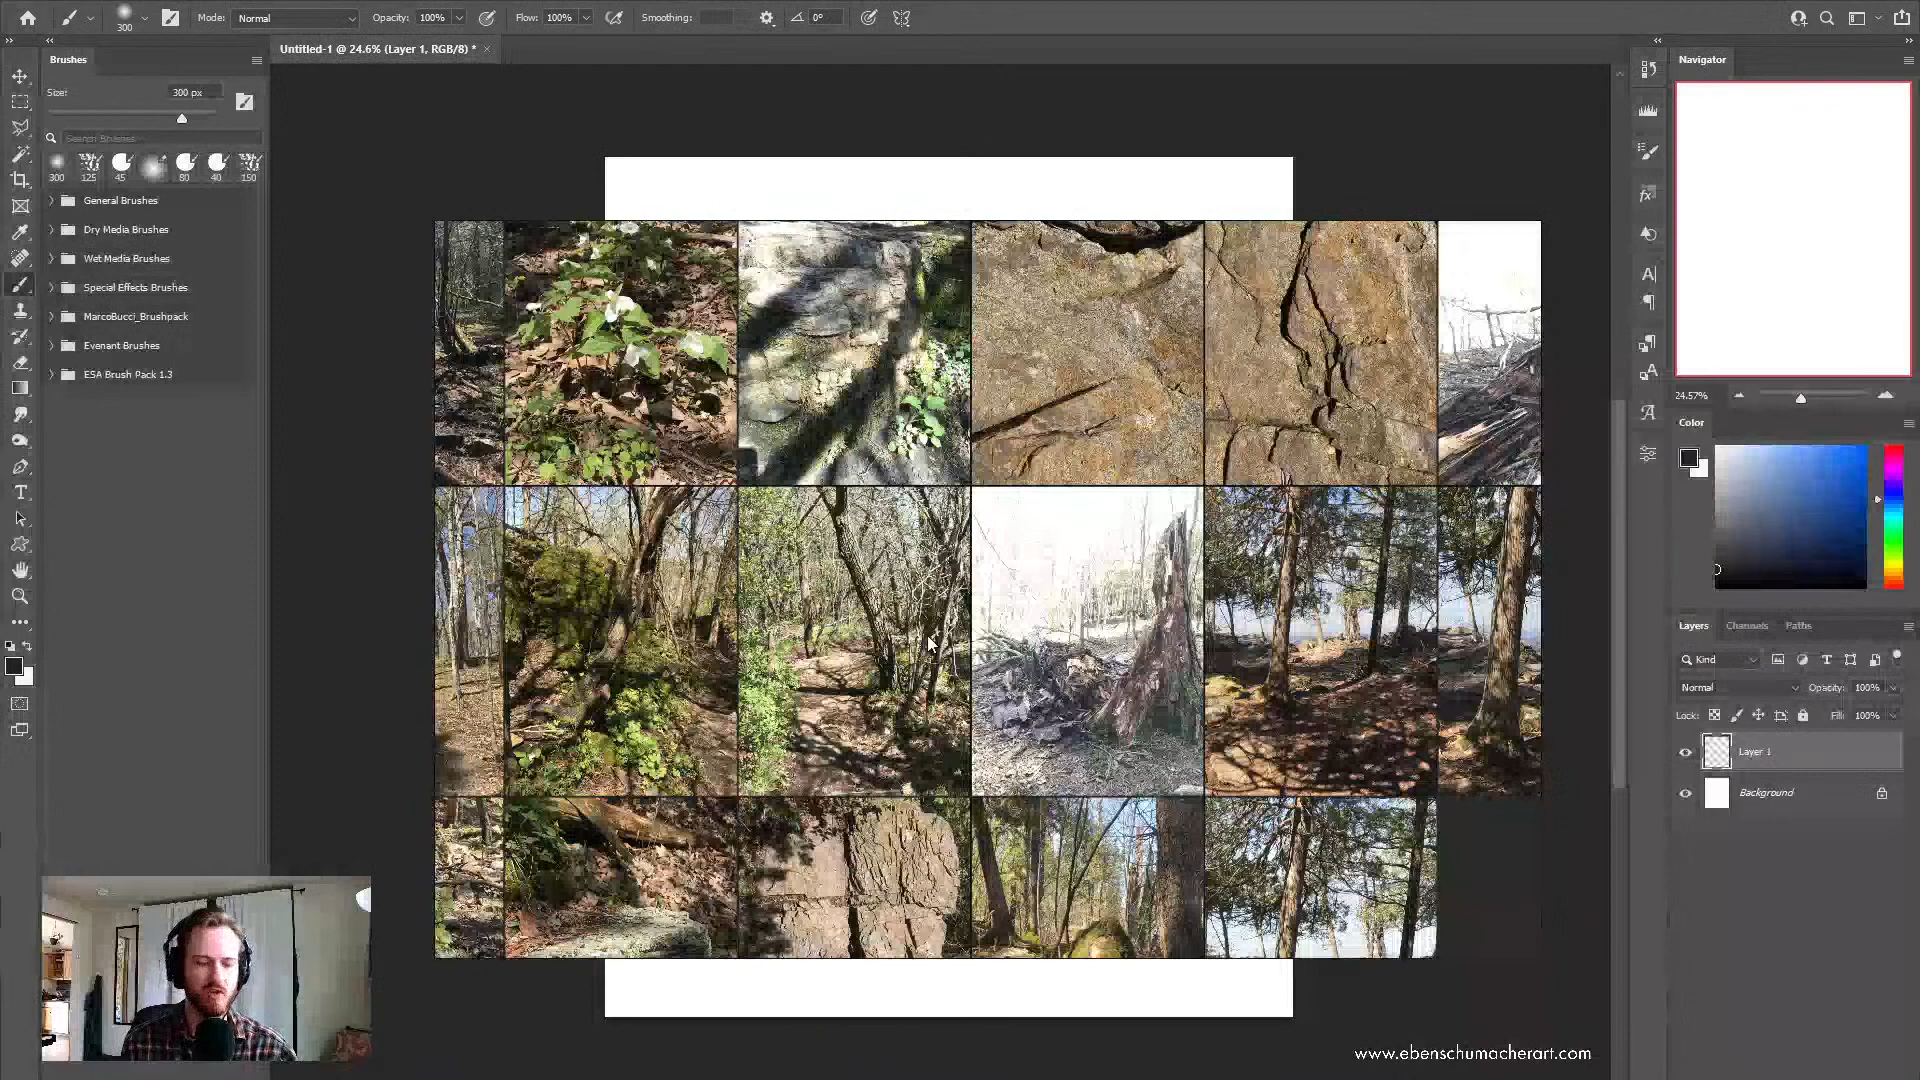 Mode: Normal Opacity: 100% Flow: 100% Smoothing: 0°
300
Untitled-1 @ 24.6% (Layer 1, RGB/8) *
Brushes
Size: 300 px
Search Brushes
300 125 45 80 40 150
General Brushes
Dry Media Brushes
Wet Media Brushes
Special Effects Brushes
MarcoBucci_Brushpack
Evenant Brushes
ESA Brush Pack 1.3
Navigator
24.57%
Color
Layers Channels Paths
Kind
Normal Opacity: 100%
Lock: Fill: 100%
Layer 1
Background
www.ebenschumacherart.com